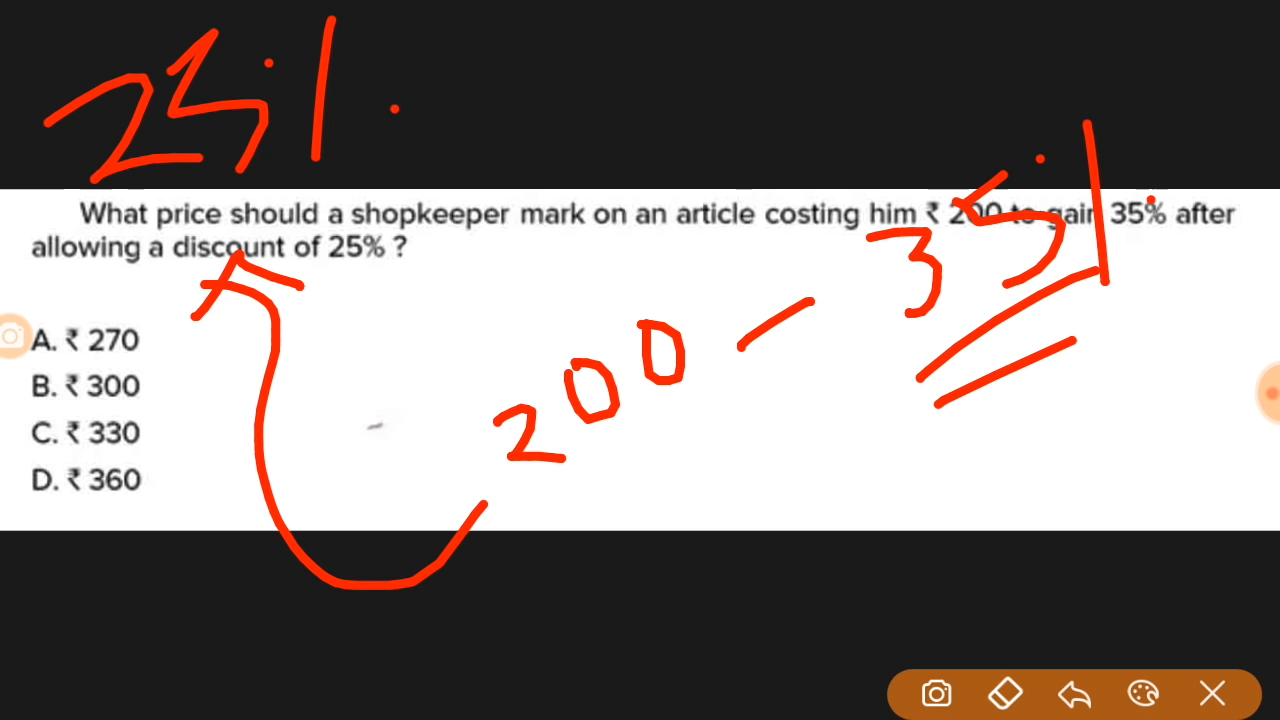 25%.
35%
What price should a shopkeeper mark on an article costing him ₹ 200 to gain 35% after
allowing a discount of 25% ?
200 –
A. ₹ 270
B. ₹ 300
C. ₹ 330
D. ₹ 360